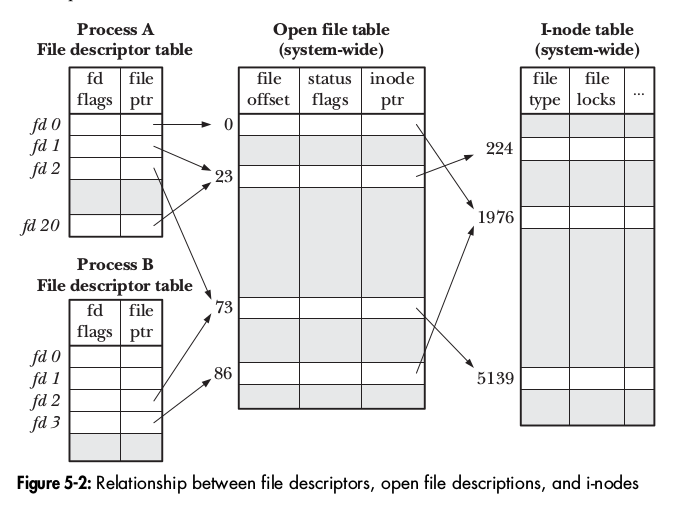 Process A
File descriptor table
fd
flags
file
ptr
fd 0
fd 1
fd 2
fd 20
Process B
File descriptor table
fd
flags
file
ptr
fd 0
fd 1
fd 2
fd 3
Open file table
(system-wide)
file
offset
status
flags
inode
ptr
0
23
73
86
I-node table
(system-wide)
file
type
file
locks
...
224
1976
5139
Figure 5-2: Relationship between file descriptors, open file descriptions, and i-nodes